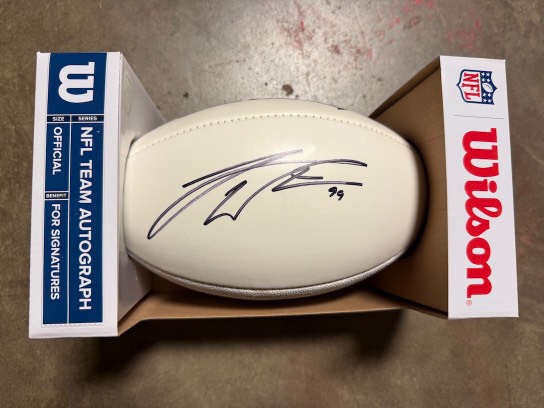 W
SERIES
NFL TEAM AUTOGRAPH
SIZE
OFFICIAL
BENEFIT
FOR SIGNATURES
99
NFL
Wilson